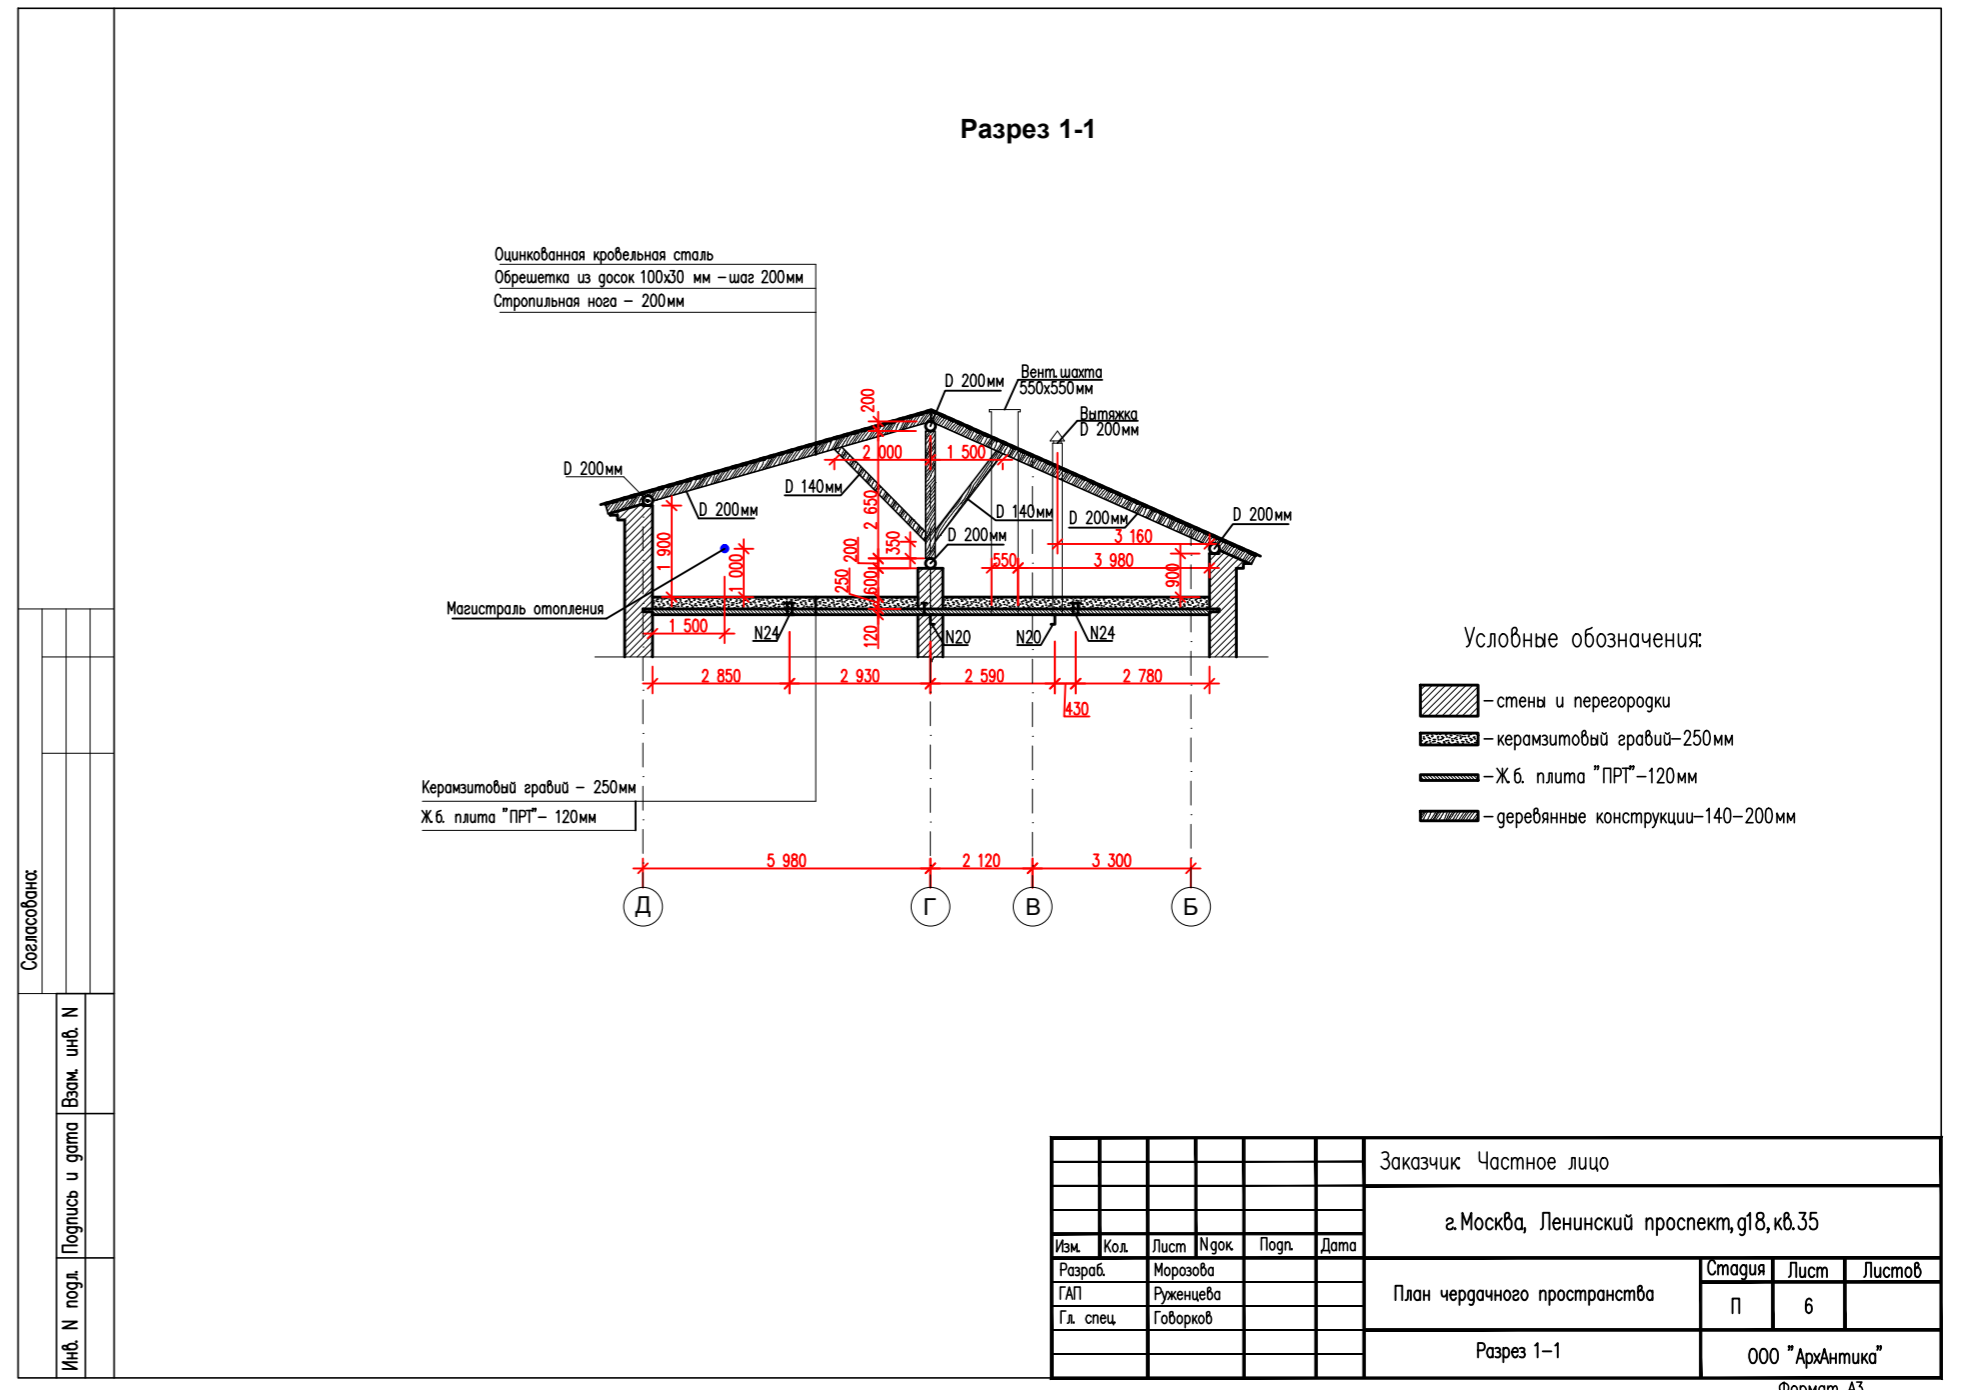 Разрез 1-1
Оцинкованная кровельная сталь
Обрешетка из досок 100х30 мм –шаг 200мм
Стропильная нога – 200мм
D 200мм
Вент.шахта
550х550мм
Вытяжка
D 200мм
200
2 000
1 500
D 200мм
D 140мм
D 200мм
2 650
D 140мм
D 200мм
D 200мм
D 200мм
3 160
1 900
1 000
200
350
550
3 980
900
250
600
Магистраль отопления
1 500
N24
120
N20
N20
N24
2 850
2 930
2 590
2 780
430
Условные обозначения:
–стены и перегородки
–керамзитовый гравий–250мм
–Ж.б. плита "ПРТ"–120мм
–деревянные конструкции–140–200мм
Керамзитовый гравий – 250мм
Ж.б. плита "ПРТ"– 120мм
5 980
2 120
3 300
Д
Г
В
Б
Согласовано:
Взам. инв. N
Подпись и дата
Инв. N подл.
Заказчик: Частное лицо
г.Москва, Ленинский проспект,д18,кв.35
Изм. Кол. Лист Nдок. Подп. Дата
Разраб. Морозова
ГАП Руженцева
Гл. спец. Говорков
План чердачного пространства
Стадия Лист Листов
П 6
Разрез 1–1
ООО "АрхАнтика"
Формат А3